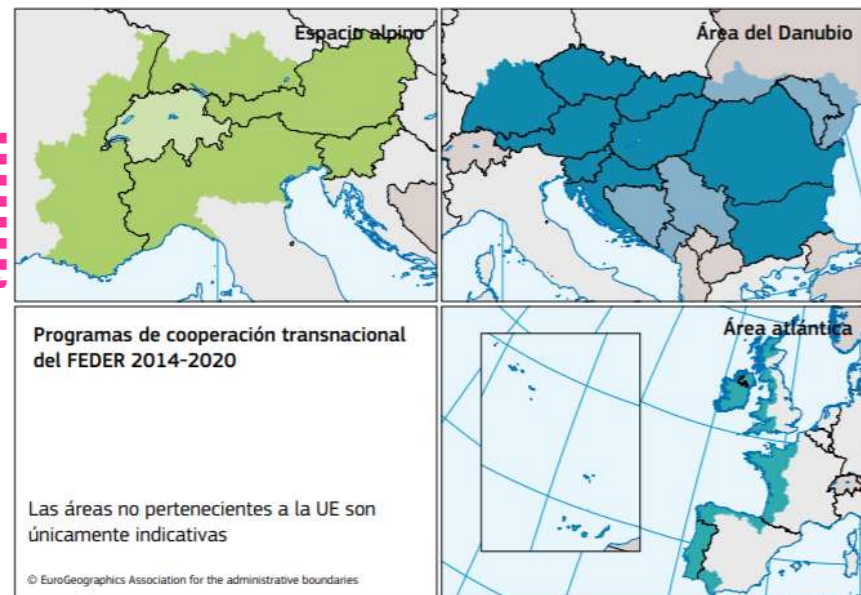 Espacio alpino
Área del Danubio
Programas de cooperación transnacional
del FEDER 2014-2020
Área atlántica
Las áreas no pertenecientes a la UE son
únicamente indicativas
© EuroGeographics Association for the administrative boundaries